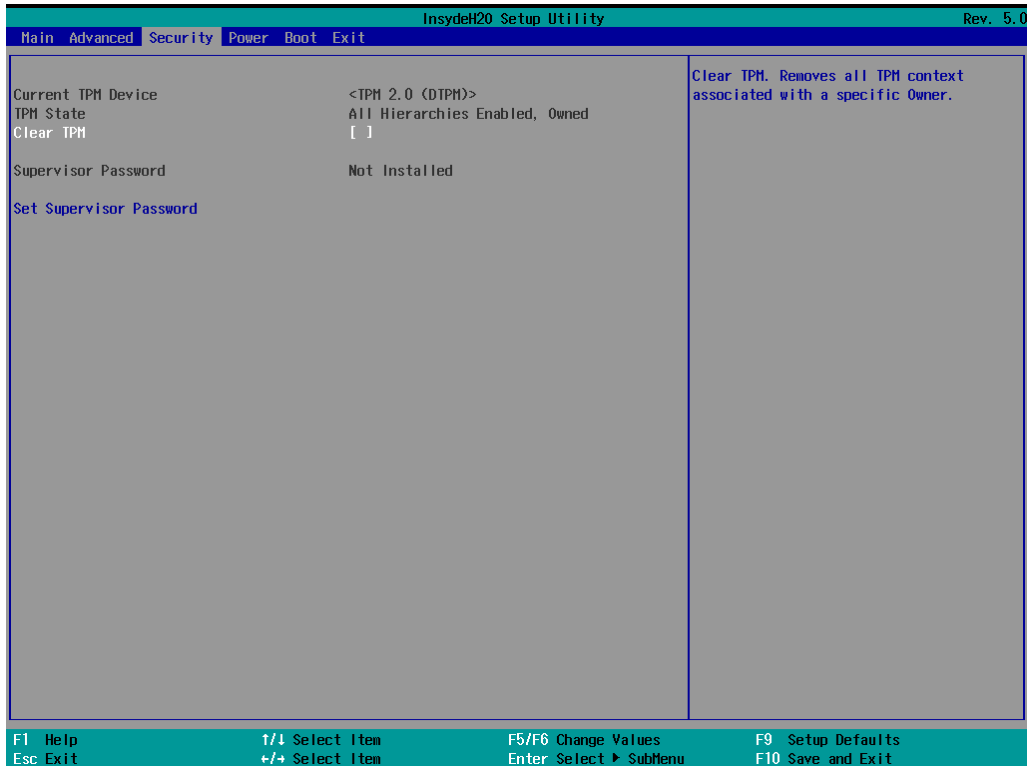 InsydeH20 Setup Utility Rev. 5.0
Main Advanced Security Power Boot Exit
Current TPM Device <TPM 2.0 (DTPM)>
TPM State All Hierarchies Enabled, Owned
Clear TPM [ ]
Supervisor Password Not Installed
Set Supervisor Password
Clear TPM. Removes all TPM context
associated with a specific Owner.
F1 Help ↑/↓ Select Item F5/F6 Change Values F9 Setup Defaults
Esc Exit ←/→ Select Item Enter Select ▶ SubMenu F10 Save and Exit